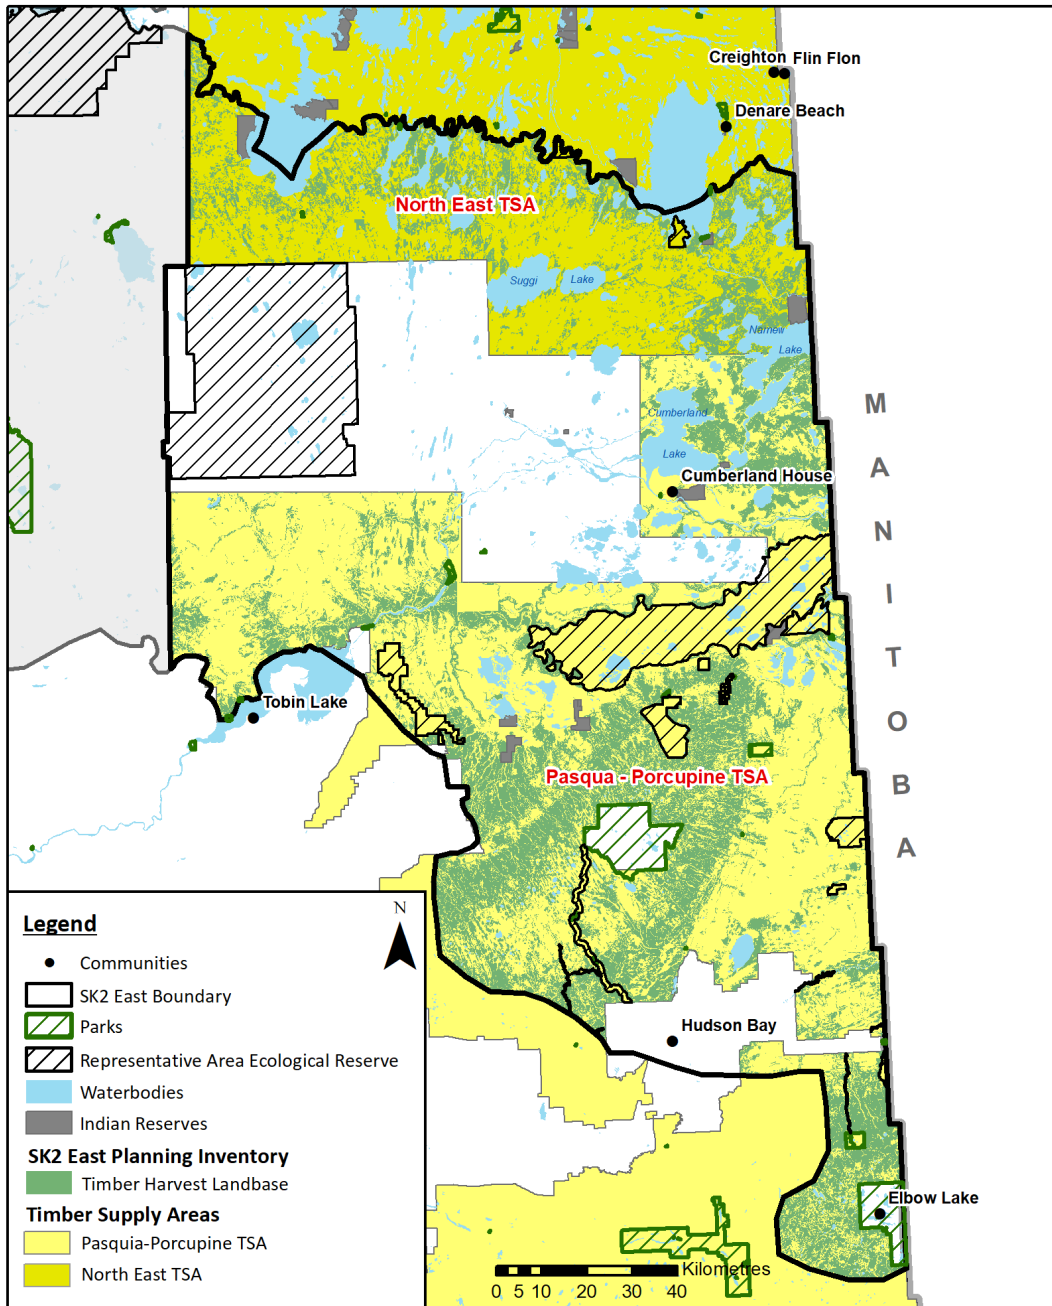 Creighton Flin Flon
Denare Beach
North East TSA
Suggi Lake
Namew
Lake
Cumberland
Lake
Cumberland House
MANITOBA
Tobin Lake
Pasqua - Porcupine TSA
Hudson Bay
Elbow Lake
Kilometres
0 5 10 20 30 40
Legend
N
Communities
SK2 East Boundary
Parks
Representative Area Ecological Reserve
Waterbodies
Indian Reserves
SK2 East Planning Inventory
Timber Harvest Landbase
Timber Supply Areas
Pasquia-Porcupine TSA
North East TSA